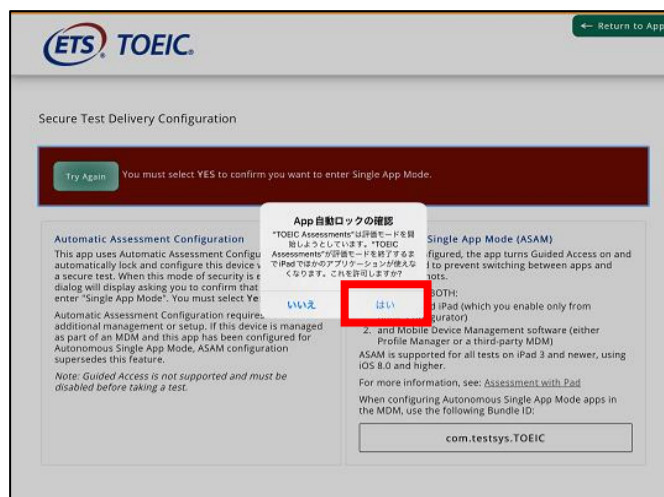 ← Return to App
ETS TOEIC.
Secure Test Delivery Configuration
Try Again
You must select YES to confirm you want to enter Single App Mode.
App自動ロックの確認
"TOEIC Assessments"は評価モードを開
始しようとしています。"TOEIC
Assessments"が評価モードを終了するま
でiPadでほかのアプリケーションが使えな
くなります。これを許可しますか?
いいえ
はい
Automatic Assessment Configuration
This app uses Automatic Assessment Configu
automatically lock and configure this device
a secure test. When this mode of security is e
dialog will display asking you to confirm that
enter "Single App Mode". You must select Ye
Automatic Assessment Configuration requires
additional management or setup. If this device is managed
as part of an MDM and this app has been configured for
Autonomous Single App Mode, ASAM configuration
supersedes this feature.
Note: Guided Access is not supported and must be
disabled before taking a test.
Single App Mode (ASAM)
figured, the app turns Guided Access on and
to prevent switching between apps and
hots.
BOTH:
d iPad (which you enable only from
igurator)
2. and Mobile Device Management software (either
Profile Manager or a third-party MDM)
ASAM is supported for all tests on iPad 3 and newer, using
iOS 8.0 and higher.
For more information, see: Assessment with Pad
When configuring Autonomous Single App Mode apps in
the MDM, use the following Bundle ID:
com.testsys.TOEIC